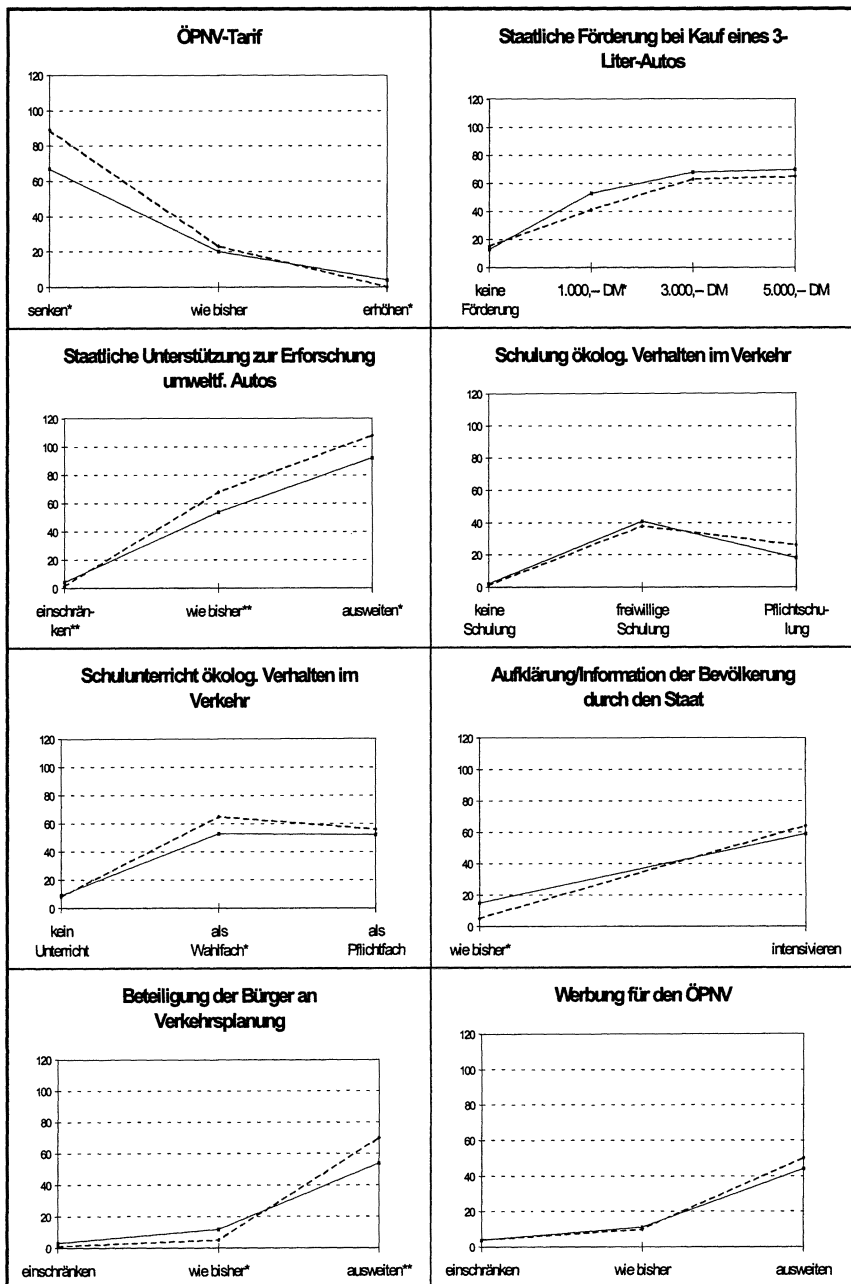 ÖPNV-Tarif
120
100
80
60
40
20
0
senken*
wie bisher
erhöhen*
Staatliche Förderung bei Kauf eines 3-
Liter-Autos
120
100
80
60
40
20
0
keine
Förderung
1.000,-- DM*
3.000,-- DM
5.000,-- DM
Staatliche Unterstützung zur Erforschung
umweltf. Autos
120
100
80
60
40
20
0
einschrän-
ken**
wie bisher**
ausweiten*
Schulung ökolog. Verhalten im Verkehr
120
100
80
60
40
20
0
keine
Schulung
freiwillige
Schulung
Pflichtschu-
lung
Schulunterricht ökolog. Verhalten im
Verkehr
120
100
80
60
40
20
0
kein
Unterricht
als
Wahlfach*
als
Pflichtfach
Aufklärung/Information der Bevölkerung
durch den Staat
120
100
80
60
40
20
0
wie bisher*
intensivieren
Beteiligung der Bürger an
Verkehrsplanung
120
100
80
60
40
20
0
einschränken
wie bisher*
ausweiten**
Werbung für den ÖPNV
120
100
80
60
40
20
0
einschränken
wie bisher
ausweiten